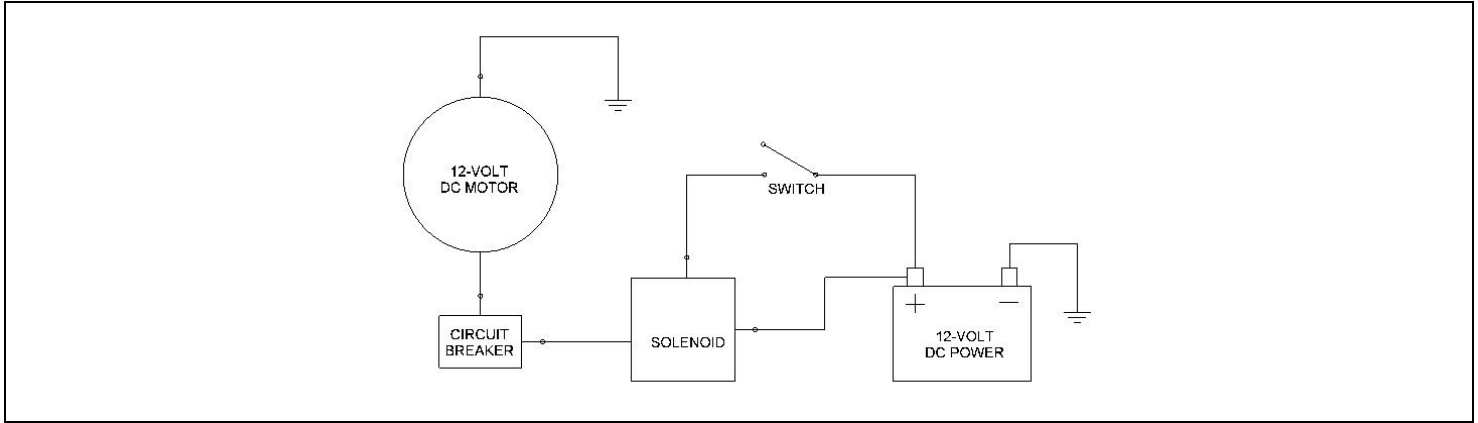 12-VOLT
DC MOTOR
SWITCH
CIRCUIT
BREAKER
SOLENOID
+ —
12-VOLT
DC POWER